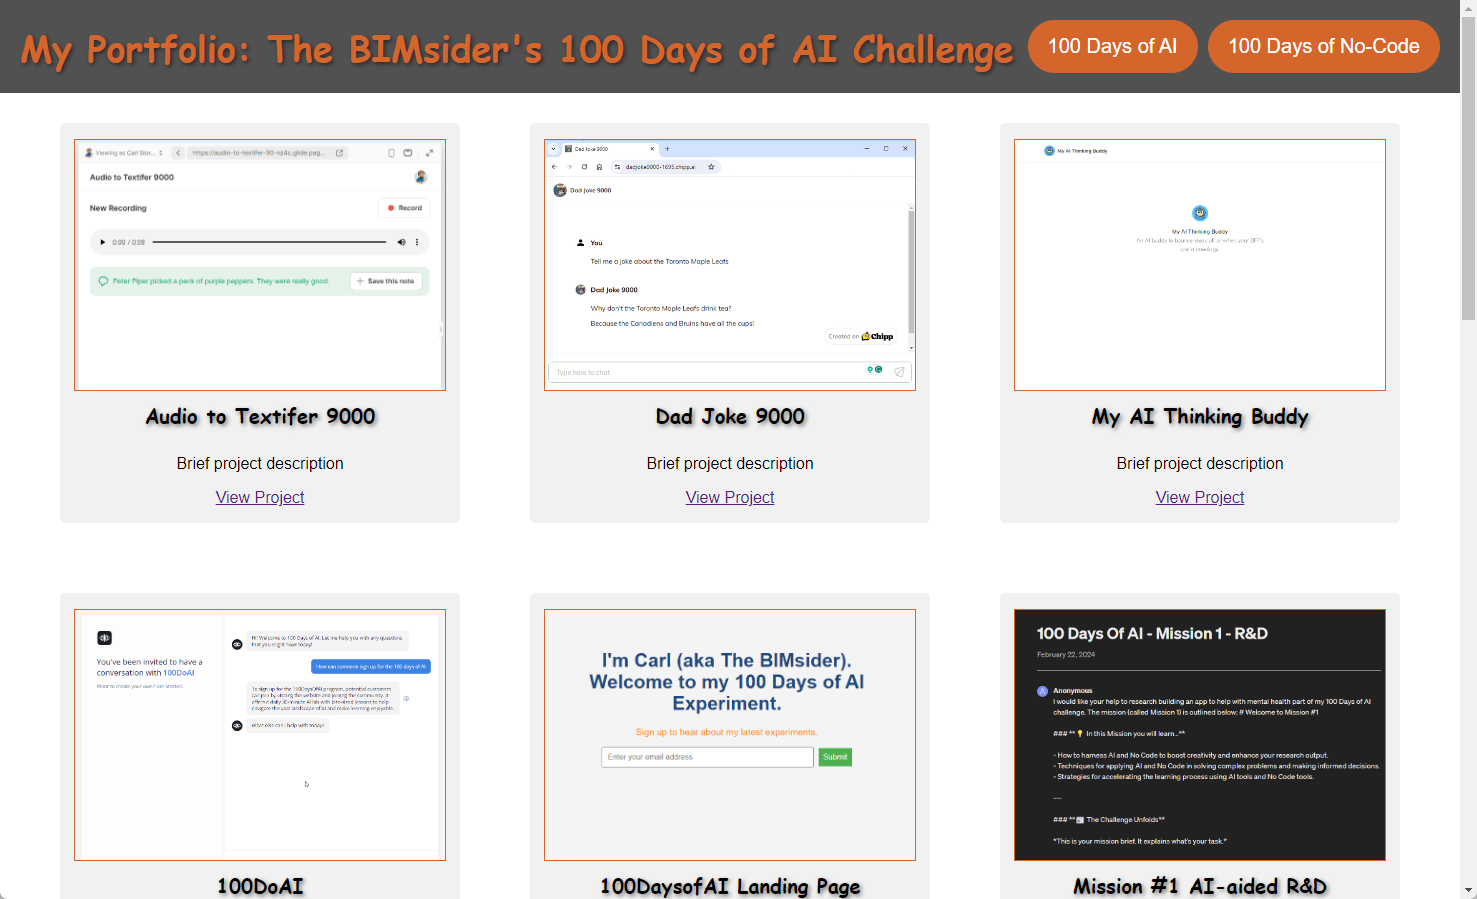 My Portfolio: The BIMsider's 100 Days of AI Challenge
100 Days of AI
100 Days of No-Code
Viewing as Carl Stur...
https://audio-to-textifer-90-nz4c.glide.pag...
Audio to Textifer 9000
New Recording
Record
0:00 / 0:08
Peter Piper picked a pack of purple peppers. They were really good.
Save this note
Audio to Textifer 9000
Brief project description
View Project
Dad Joke 9000
dadjoke9000-1695.chipp.ai
Dad Joke 9000
You
Tell me a joke about the Toronto Maple Leafs
Dad Joke 9000
Why don't the Toronto Maple Leafs drink tea?
Because the Canadiens and Bruins have all the cups!
Created on Chipp
Type here to chat
Dad Joke 9000
Brief project description
View Project
My AI Thinking Buddy
My AI Thinking Buddy
An AI buddy to bounce ideas off of when your BFF's
are in meetings.
My AI Thinking Buddy
Brief project description
View Project
You've been invited to have a
conversation with 100DoAI
Want to create your own? Get Started.
Hi! Welcome to 100 Days of AI. Let me help you with any questions
that you might have today!
How can someone sign up for the 100 days of AI
To sign up for the 100DaysOfAI program, potential customers
can join by visiting the website and joining the community. It
offers a daily 30-minute AI lab with bite-sized lessons to help
navigate the vast landscape of AI and make learning enjoyable.
What else can I help with today?
100DoAI
I'm Carl (aka The BIMsider).
Welcome to my 100 Days of AI
Experiment.
Sign up to hear about my latest experiments.
Enter your email address
Submit
100DaysofAI Landing Page
100 Days Of AI - Mission 1 - R&D
February 22, 2024
Anonymous
I would like your help to research building an app to help with mental health part of my 100 Days of AI
challenge. The mission (called Mission 1) is outlined below: # Welcome to Mission #1
### ** 💡 In this Mission you will learn...**
- How to harness AI and No Code to boost creativity and enhance your research output.
- Techniques for applying AI and No Code in solving complex problems and making informed decisions.
- Strategies for accelerating the learning process using AI tools and No Code tools.
---
### ** The Challenge Unfolds**
*This is your mission brief. It explains what's your task.*
Mission #1 AI-aided R&D